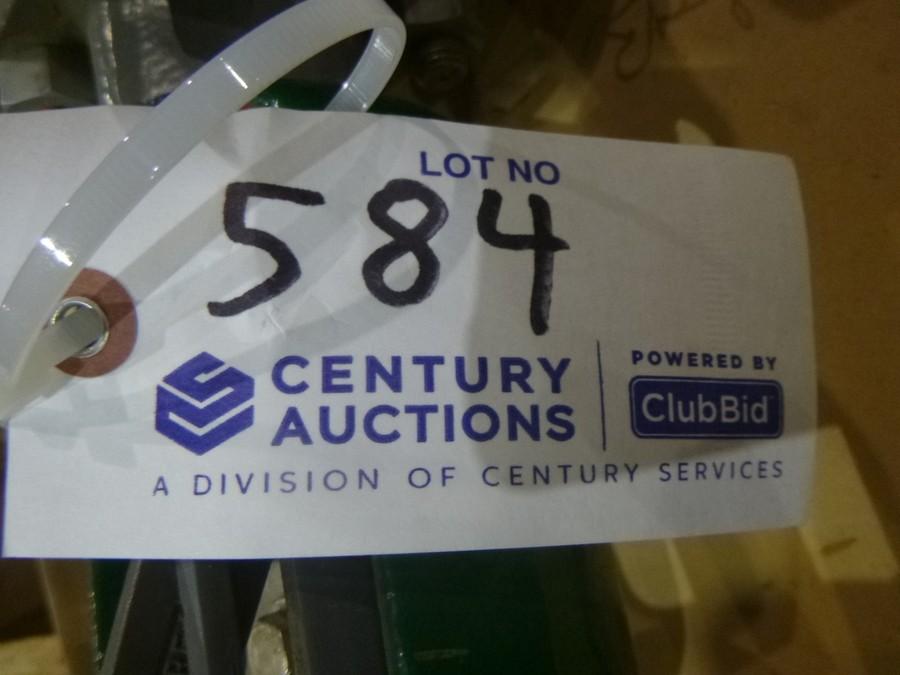 LOT NO
584
CENTURY
AUCTIONS
POWERED BY
ClubBid
A DIVISION OF CENTURY SERVICES